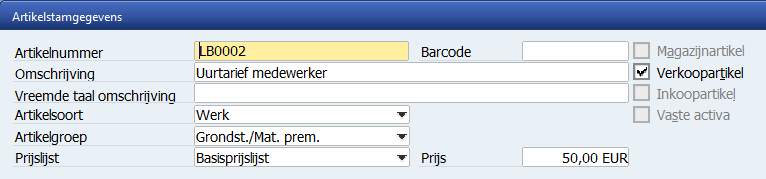 Artikelstamgegevens
Artikelnummer LB0002 Barcode Magazijnartikel
Omschrijving Uurtarief medewerker Verkoopartikel
Vreemde taal omschrijving Inkoopartikel
Artikelsoort Werk Vaste activa
Artikelgroep Grondst./Mat. prem.
Prijslijst Basisprijslijst Prijs 50,00 EUR